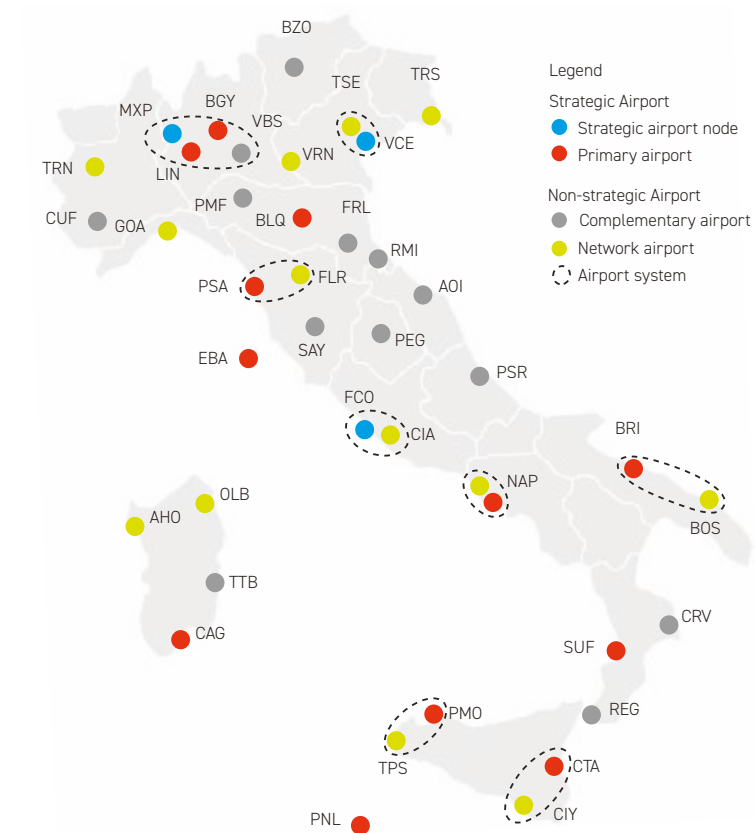 BZO
TSE
TRS
MXP
BGY
VBS
VCE
LIN
VRN
TRN
PMF
CUF
GOA
BLQ
FRL
RMI
PSA
FLR
AOI
SAY
PEG
EBA
PSR
FCO
CIA
BRI
NAP
BOS
OLB
AHO
TTB
CAG
CRV
SUF
REG
PMO
TPS
CTA
CIY
PNL
Legend
Strategic Airport
Strategic airport node
Primary airport
Non-strategic Airport
Complementary airport
Network airport
Airport system